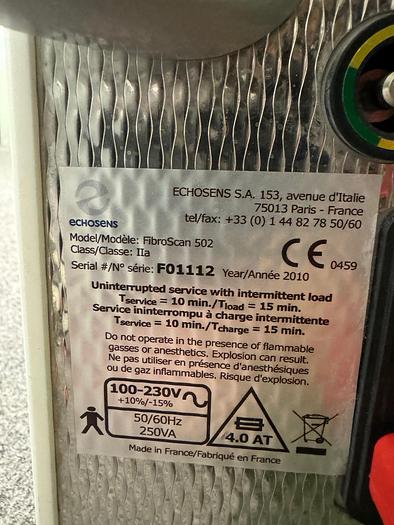 ECHOSENS S.A. 153, avenue d'Italie
75013 Paris - France
tel/fax: +33 (0) 1 44 82 78 50/60
echosens
Model/Modèle: FibroScan 502
Class/Classe: IIa
CE 0459
Serial #/N° série: F01112 Year/Année 2010
Uninterrupted service with intermittent load
Tservice = 10 min./Tload = 15 min.
Service ininterrompu à charge intermittente
Tservice = 10 min./Tcharge = 15 min.
Do not operate in the presence of flammable
gasses or anesthetics. Explosion can result.
Ne pas utiliser en présence d'anesthésiques
ou de gaz inflammables. Risque d'explosion.
100-230V~
+10%/-15%
50/60Hz
250VA
4.0 AT
Made in France/Fabriqué en France